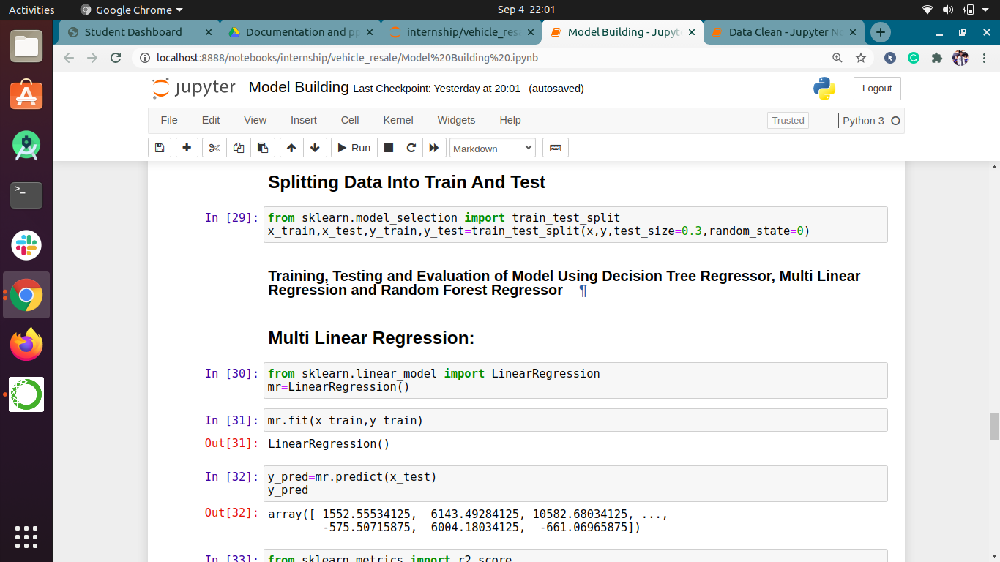 Activities Google Chrome Sep 4 22:01
Student Dashboard Documentation and pp internship/vehicle_res Model Building - Jupyt Data Clean - Jupyter No
localhost:8888/notebooks/internship/vehicle_resale/Model%20Building%20.ipynb
jupyter Model Building Last Checkpoint: Yesterday at 20:01 (autosaved) Logout
File Edit View Insert Cell Kernel Widgets Help Trusted Python 3
Run Markdown
Splitting Data Into Train And Test
In [29]: from sklearn.model_selection import train_test_split
x_train,x_test,y_train,y_test=train_test_split(x,y,test_size=0.3,random_state=0)
Training, Testing and Evaluation of Model Using Decision Tree Regressor, Multi Linear
Regression and Random Forest Regressor ¶
Multi Linear Regression:
In [30]: from sklearn.linear_model import LinearRegression
mr=LinearRegression()
In [31]: mr.fit(x_train,y_train)
Out[31]: LinearRegression()
In [32]: y_pred=mr.predict(x_test)
y_pred
Out[32]: array([ 1552.55534125,  6143.49284125, 10582.68034125, ...,
-575.50715875,  6004.18034125,  -661.06965875])
In [33]: from sklearn.metrics import r2_score